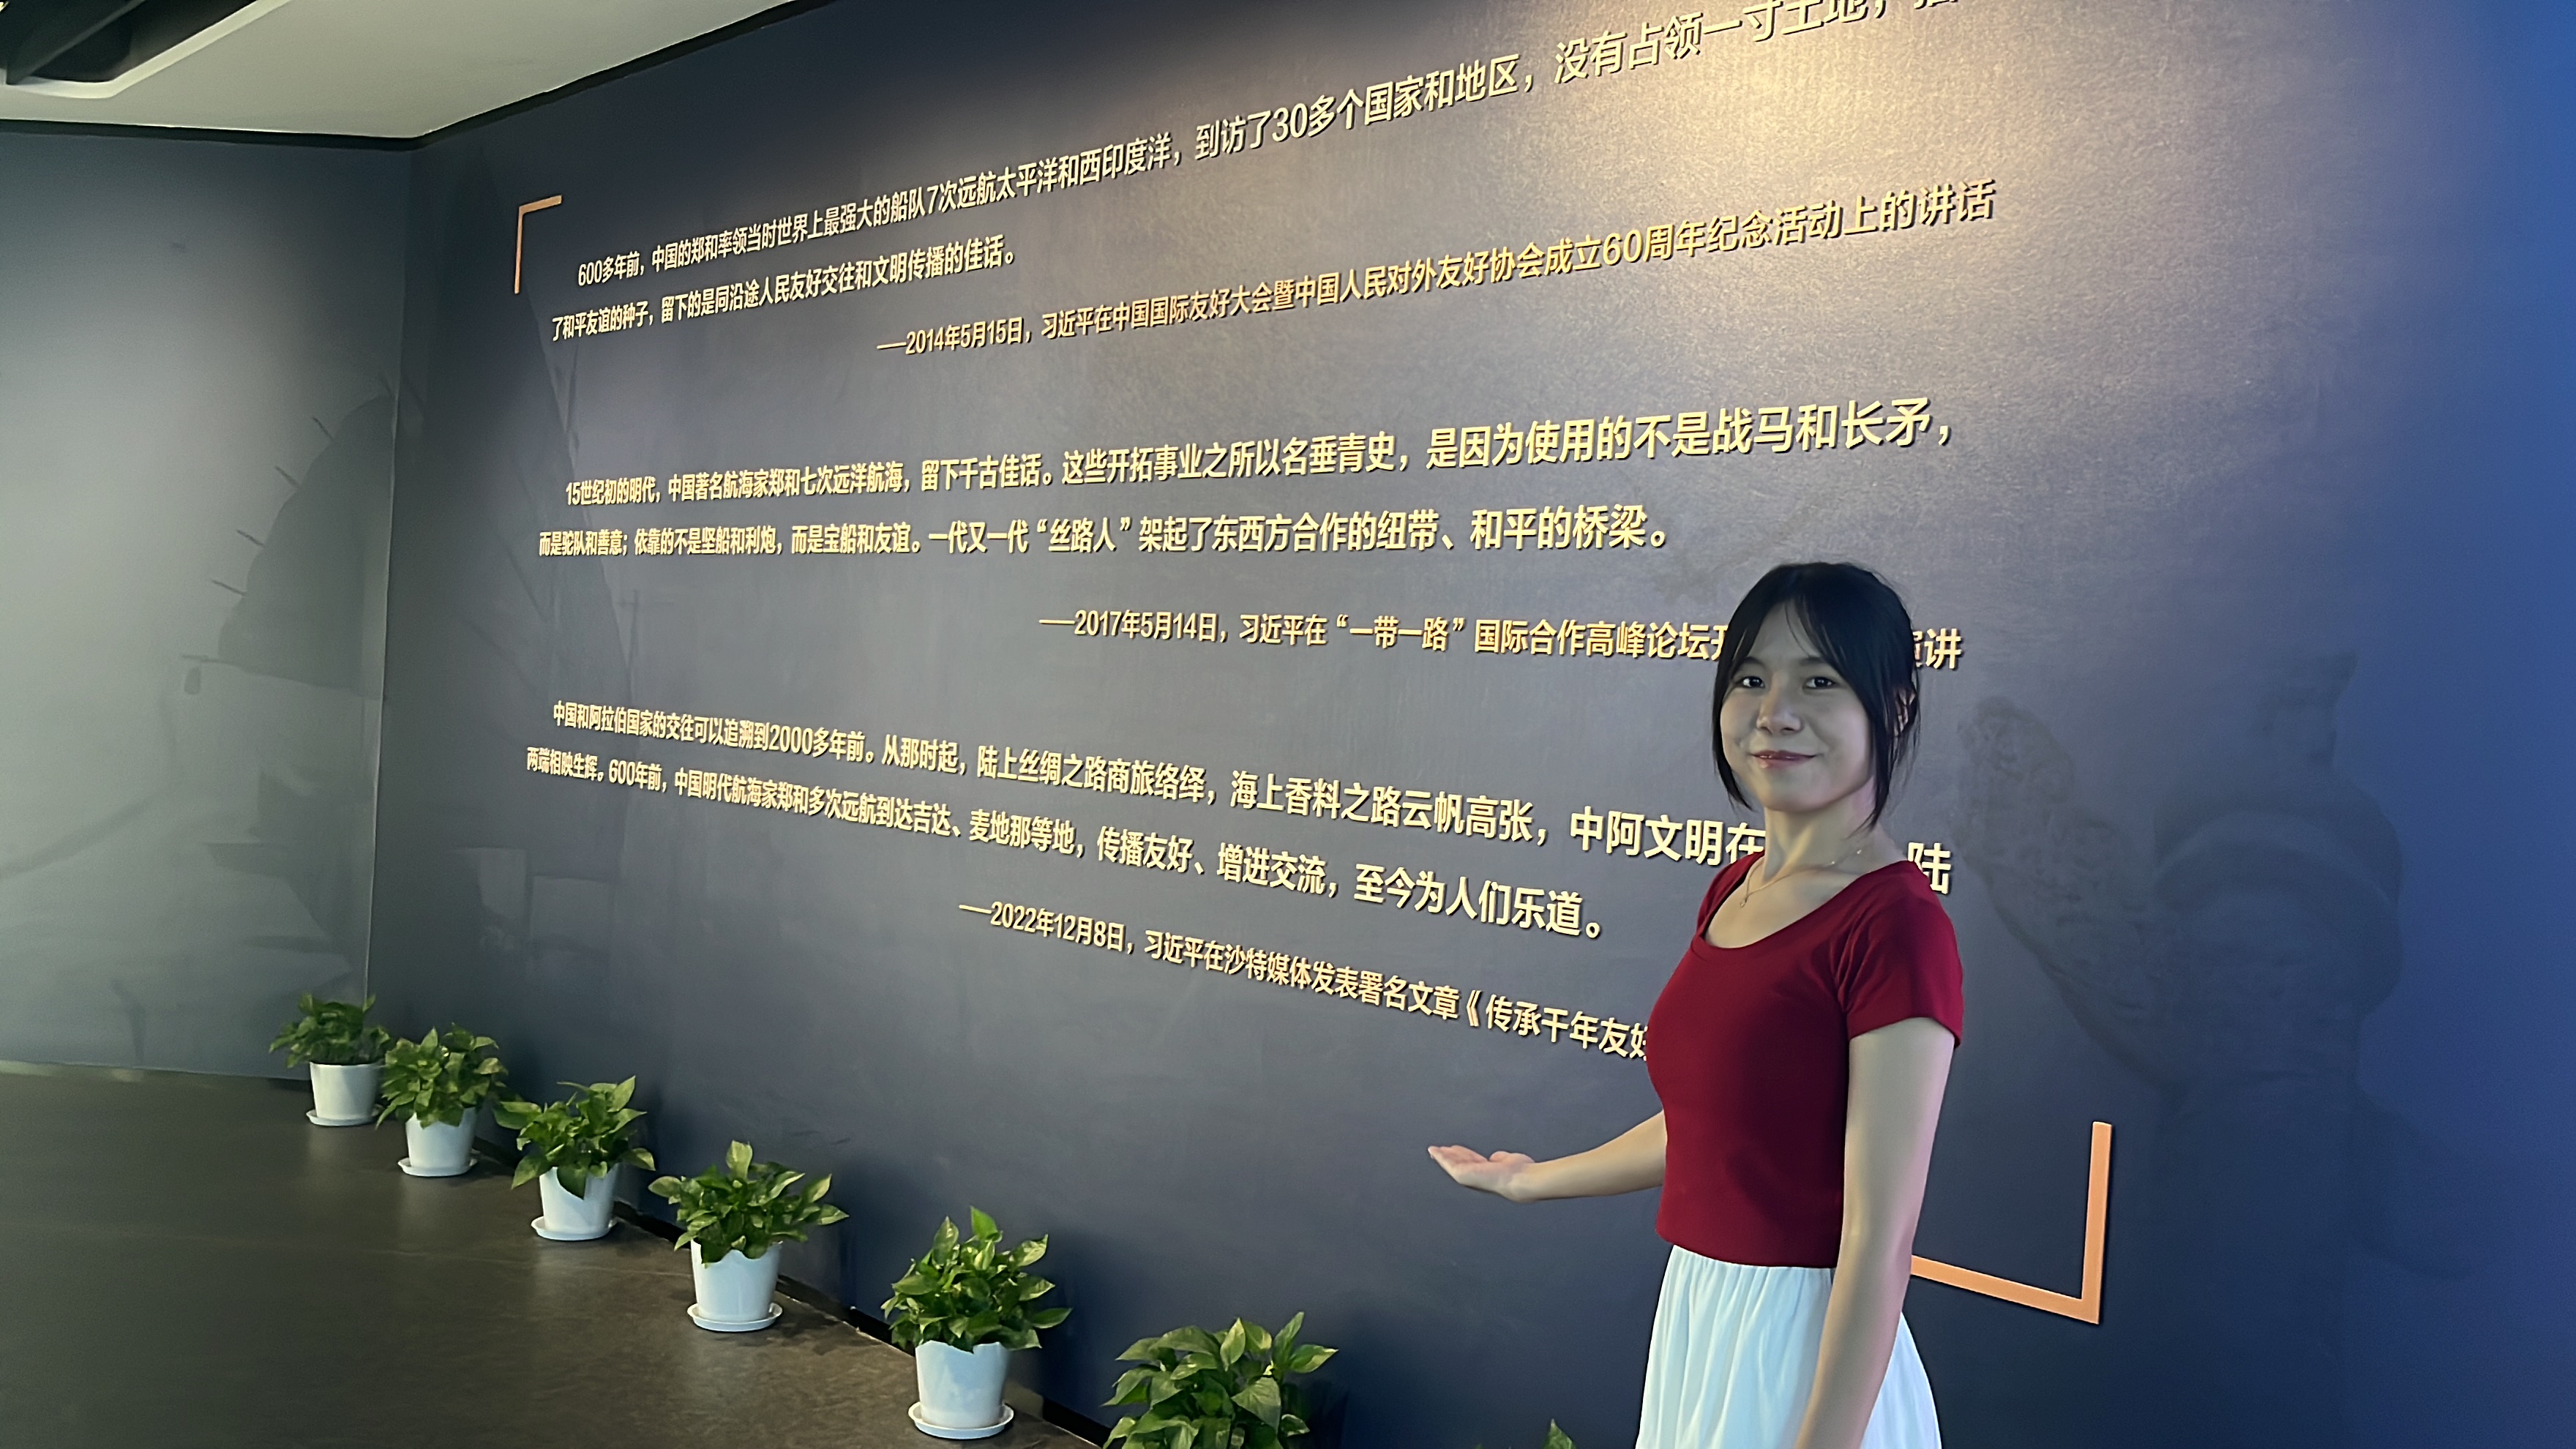 600多年前，中国的郑和率领当时世界上最强大的船队7次远航太平洋和西印度洋，到访了30多个国家和地区，没有占领一寸土地，
了和平友谊的种子，留下的是同沿途人民友好交往和文明传播的佳话。
——2014年5月15日，习近平在中国国际友好大会暨中国人民对外友好协会成立60周年纪念活动上的讲话
15世纪初的明代，中国著名航海家郑和七次远洋航海，留下千古佳话。这些开拓事业之所以名垂青史，是因为使用的不是战马和长矛，
而是驼队和善意；依靠的不是坚船和利炮，而是宝船和友谊。一代又一代“丝路人”架起了东西方合作的纽带、和平的桥梁。
——2017年5月14日，习近平在“一带一路”国际合作高峰论坛开 演讲
中国和阿拉伯国家的交往可以追溯到2000多年前。从那时起，陆上丝绸之路商旅络绎，海上香料之路云帆高张，中阿文明在 陆
两端相映生辉。600年前，中国明代航海家郑和多次远航到达吉达、麦地那等地，传播友好、增进交流，至今为人们乐道。
——2022年12月8日，习近平在沙特媒体发表署名文章《传承千年友好